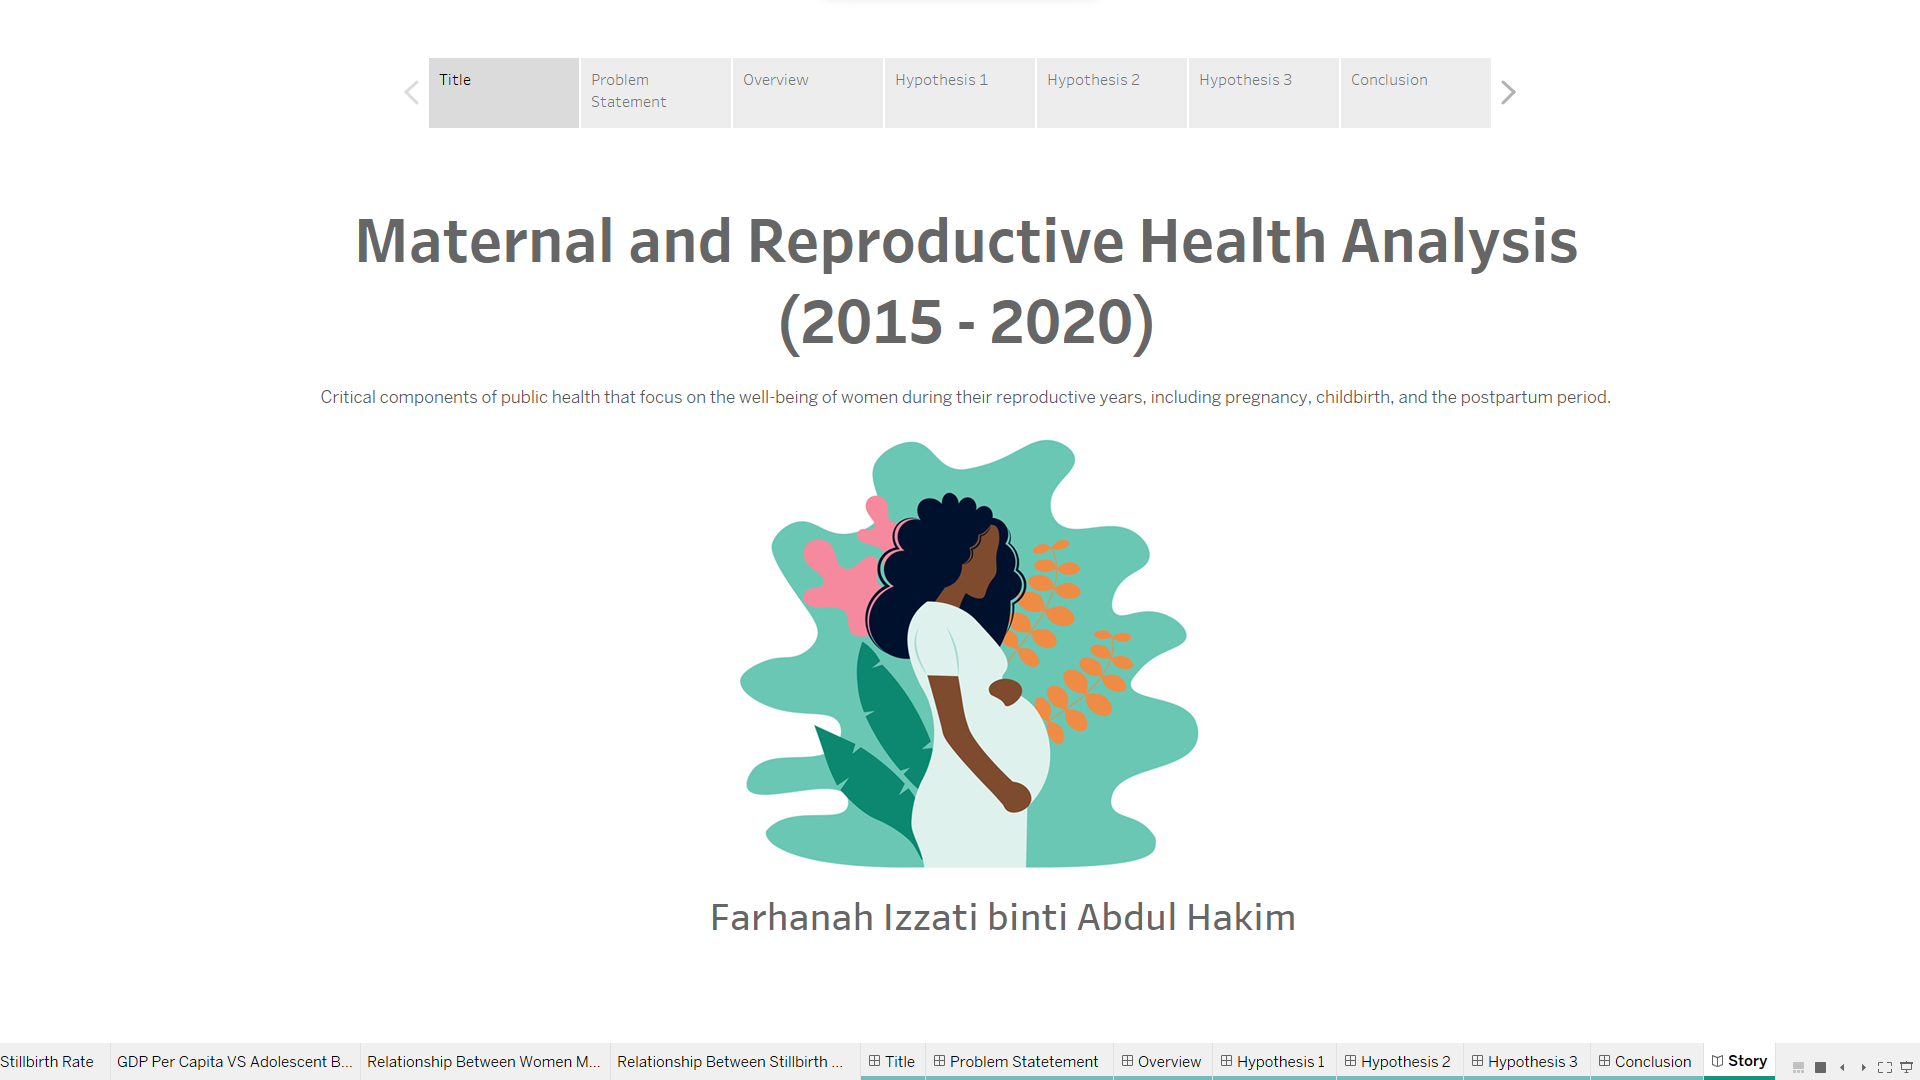 Title
Problem
Statement
Overview
Hypothesis 1
Hypothesis 2
Hypothesis 3
Conclusion
Maternal and Reproductive Health Analysis
(2015 - 2020)
Critical components of public health that focus on the well-being of women during their reproductive years, including pregnancy, childbirth, and the postpartum period.
Farhanah Izzati binti Abdul Hakim
Stillbirth Rate
GDP Per Capita VS Adolescent B...
Relationship Between Women M...
Relationship Between Stillbirth ...
Title
Problem Statetement
Overview
Hypothesis 1
Hypothesis 2
Hypothesis 3
Conclusion
Story